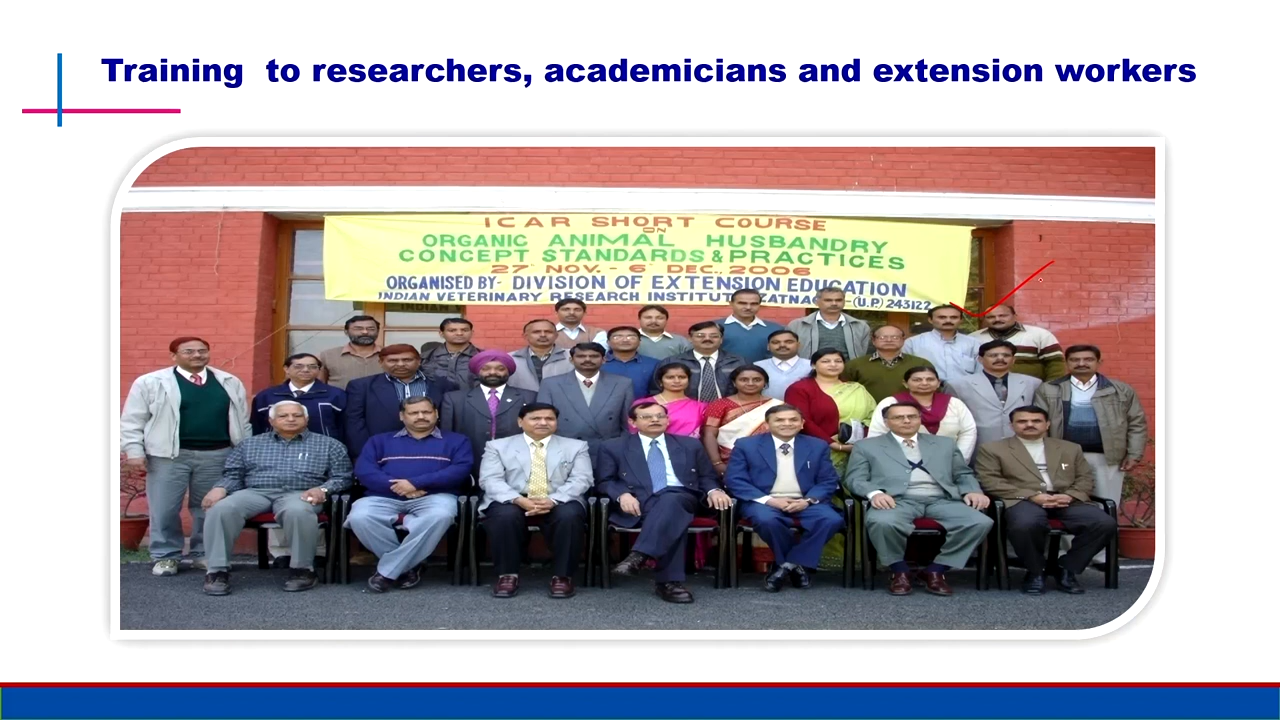 Training to researchers, academicians and extension workers
ICAR SHORT COURSE
ON
ORGANIC ANIMAL HUSBANDRY
CONCEPT STANDARDS & PRACTICES
27 NOV. - 6 DEC., 2006
ORGANISED BY- DIVISION OF EXTENSION EDUCATION
INDIAN VETERINARY RESEARCH INSTITUTE IZATNAGAR - (U.P.) 243122
INDIAN